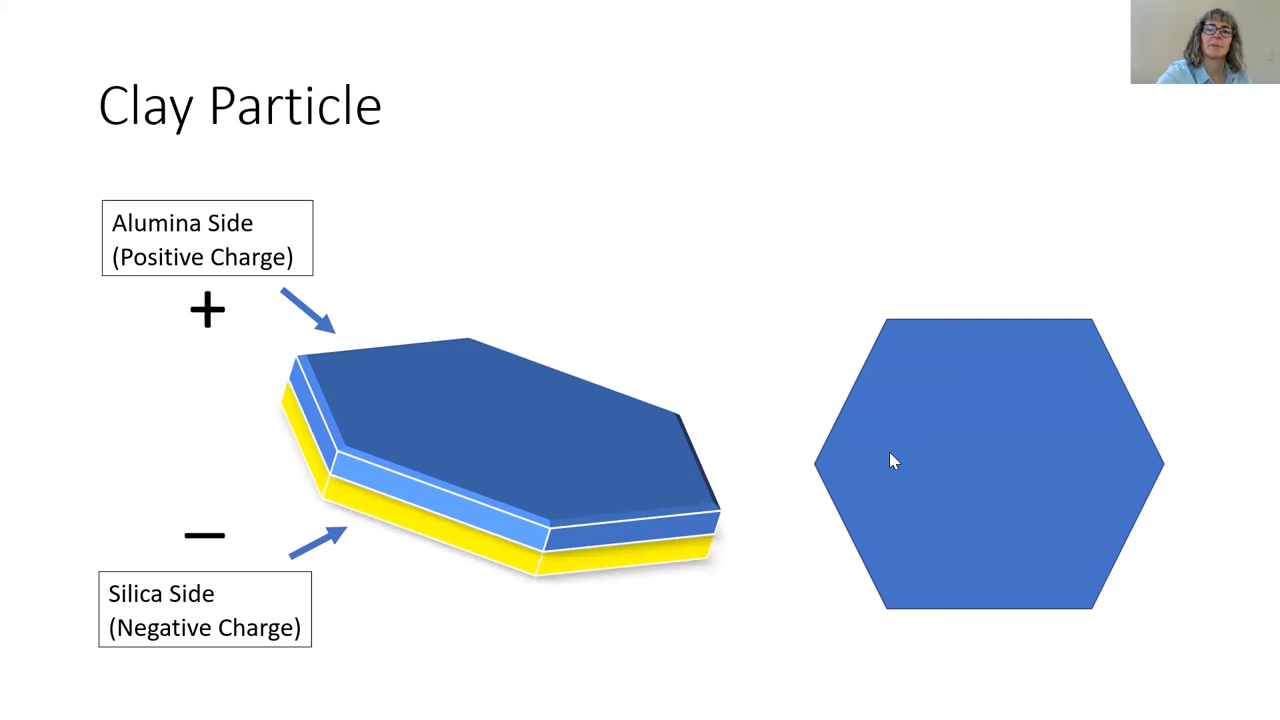 Clay Particle
Alumina Side
(Positive Charge)
+
–
Silica Side
(Negative Charge)